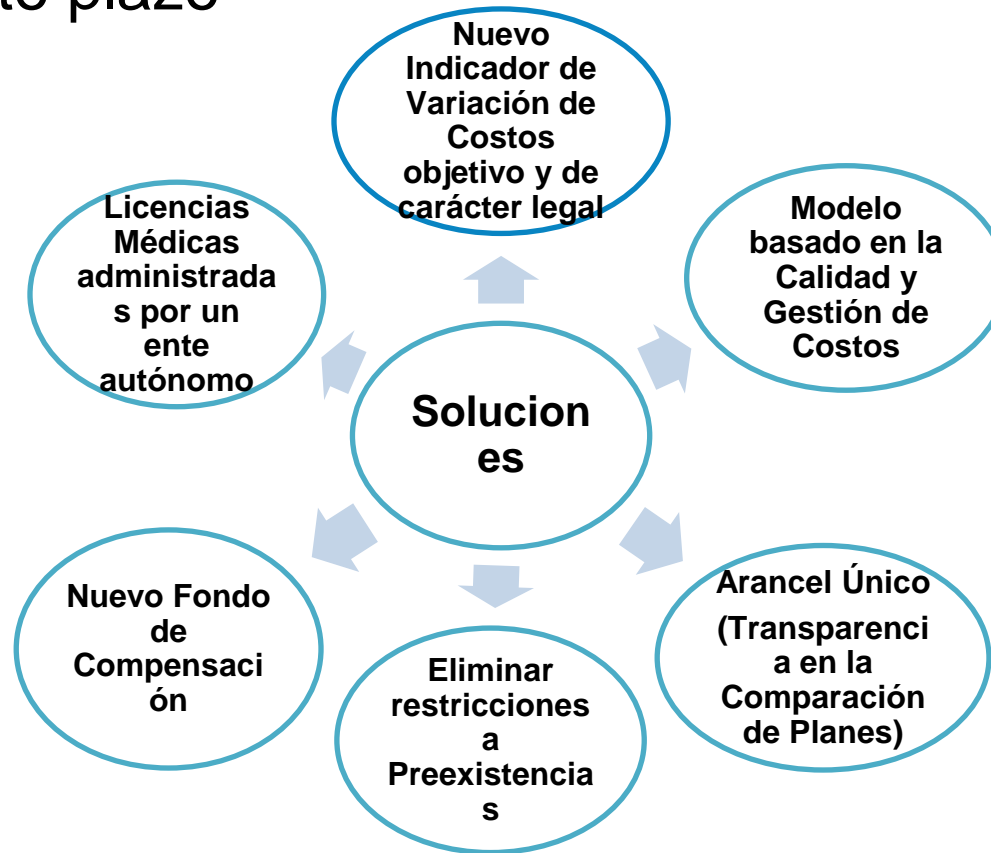 plazo
Nuevo
Indicador de
Variación de
Costos
objetivo y de
carácter legal
Licencias
Médicas
administrada
s por un
ente
autónomo
Modelo
basado en la
Calidad y
Gestión de
Costos
Solucion
es
Nuevo Fondo
de
Compensaci
ón
Eliminar
restricciones
a
Preexistencia
s
Arancel Único
(Transparenci
a en la
Comparación
de Planes)